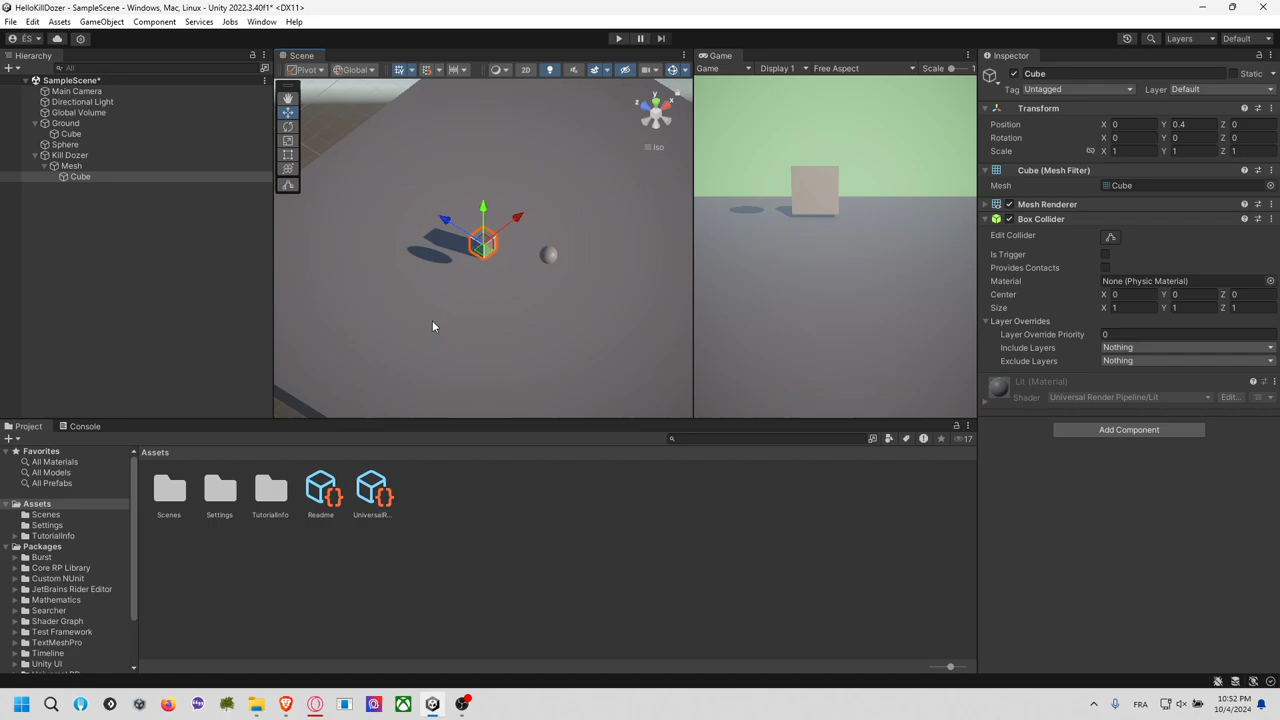 HelloKillDozer - SampleScene - Windows, Mac, Linux - Unity 2022.3.40f1* <DX11>
File Edit Assets GameObject Component Services Jobs Window Help
ÉS Layers Default
Hierarchy
All
SampleScene*
Main Camera
Directional Light
Global Volume
Ground
Cube
Sphere
Kill Dozer
Mesh
Cube
Scene
Pivot Global 2D
y
x
z
Iso
Game
Game Display 1 Free Aspect Scale 1
Inspector
Cube Static
Tag Untagged Layer Default
Transform
Position X 0 Y 0.4 Z 0
Rotation X 0 Y 0 Z 0
Scale X 1 Y 1 Z 1
Cube (Mesh Filter)
Mesh Cube
Mesh Renderer
Box Collider
Edit Collider
Is Trigger
Provides Contacts
Material None (Physic Material)
Center X 0 Y 0 Z 0
Size X 1 Y 1 Z 1
Layer Overrides
Layer Override Priority 0
Include Layers Nothing
Exclude Layers Nothing
Lit (Material)
Shader Universal Render Pipeline/Lit Edit...
Add Component
Project Console
17
Favorites
All Materials
All Models
All Prefabs
Assets
Scenes
Settings
TutorialInfo
Packages
Burst
Core RP Library
Custom NUnit
JetBrains Rider Editor
Mathematics
Searcher
Shader Graph
Test Framework
TextMeshPro
Timeline
Unity UI
Assets
Scenes Settings TutorialInfo Readme UniversalR...
FRA
10:52 PM
10/4/2024